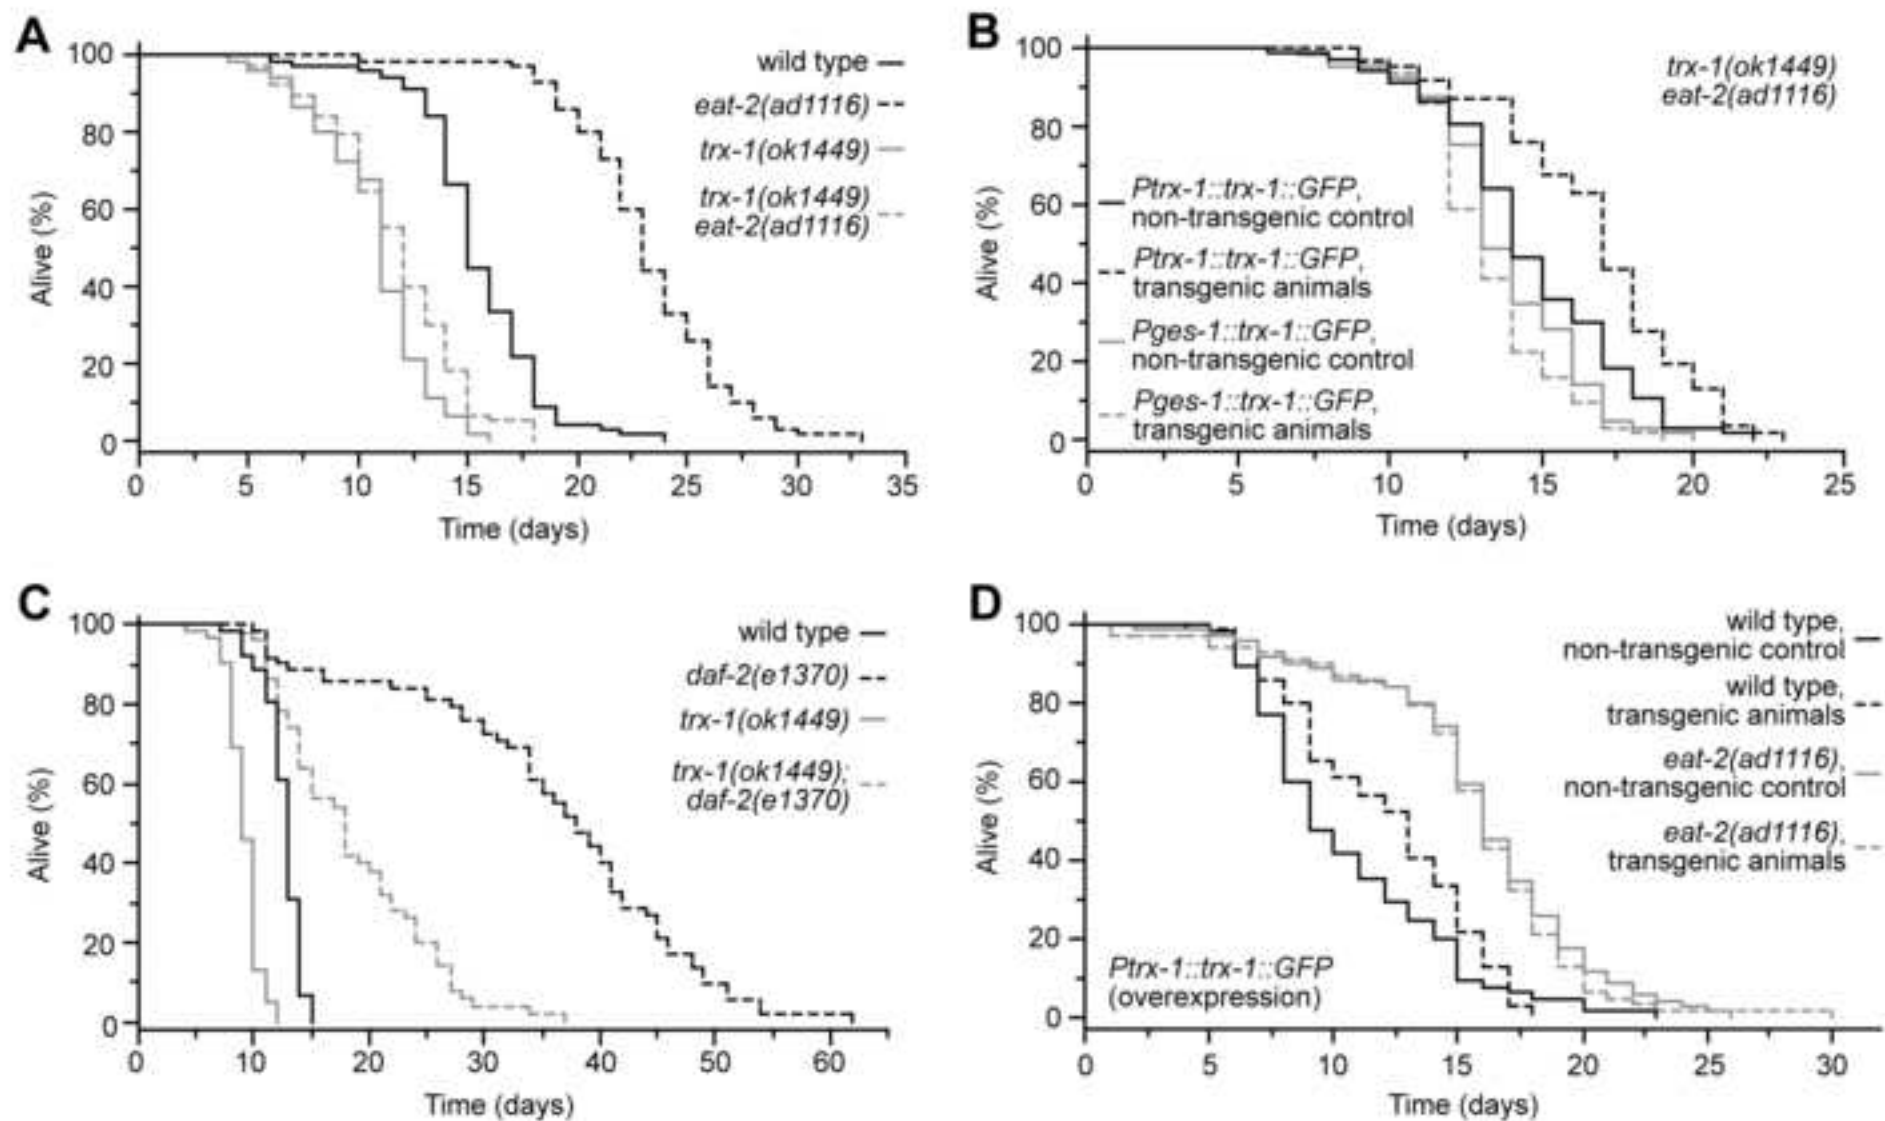 A
100
80
60
40
20
0
Alive (%)
0 5 10 15 20 25 30 35
Time (days)
wild type
eat-2(ad1116)
trx-1(ok1449)
trx-1(ok1449)
eat-2(ad1116)
B
100
80
60
40
20
0
Alive (%)
0 5 10 15 20 25
Time (days)
trx-1(ok1449)
eat-2(ad1116)
Ptrx-1::trx-1::GFP,
non-transgenic control
Ptrx-1::trx-1::GFP,
transgenic animals
Pges-1::trx-1::GFP,
non-transgenic control
Pges-1::trx-1::GFP,
transgenic animals
C
100
80
60
40
20
0
Alive (%)
0 10 20 30 40 50 60
Time (days)
wild type
daf-2(e1370)
trx-1(ok1449)
trx-1(ok1449);
daf-2(e1370)
D
100
80
60
40
20
0
Alive (%)
0 5 10 15 20 25 30
Time (days)
wild type,
non-transgenic control
wild type,
transgenic animals
eat-2(ad1116),
non-transgenic control
eat-2(ad1116),
transgenic animals
Ptrx-1::trx-1::GFP
(overexpression)